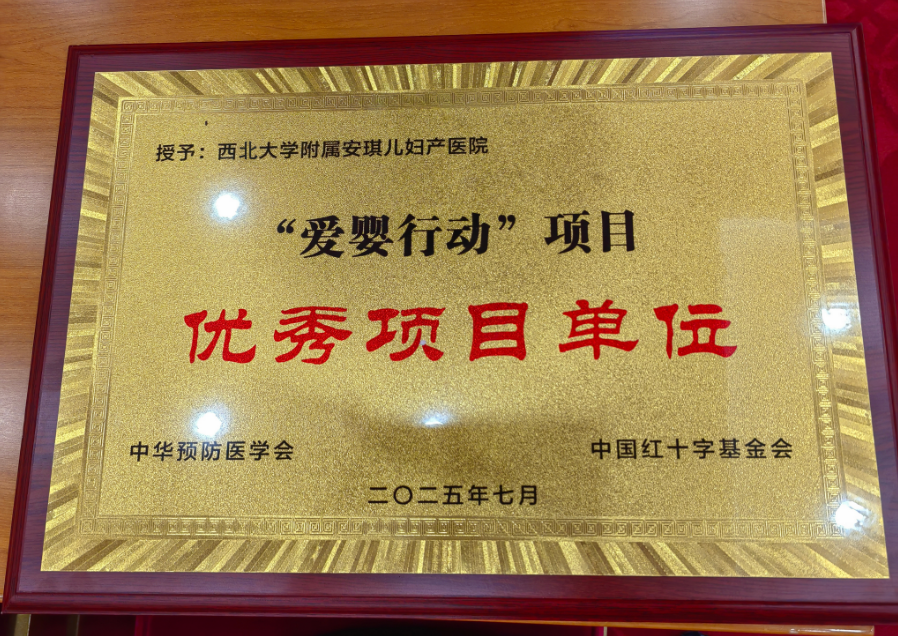 授予：西北大学附属安琪儿妇产医院
“爱婴行动”项目
优秀项目单位
中华预防医学会 中国红十字基金会
二〇二五年七月